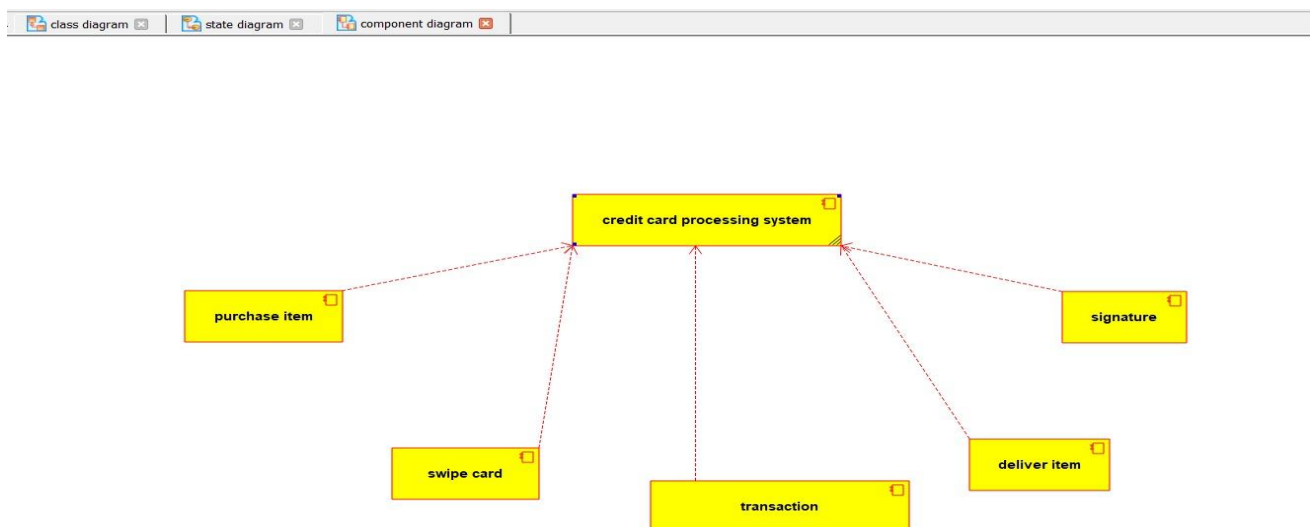 class diagram
state diagram
component diagram
credit card processing system
purchase item
signature
swipe card
deliver item
transaction